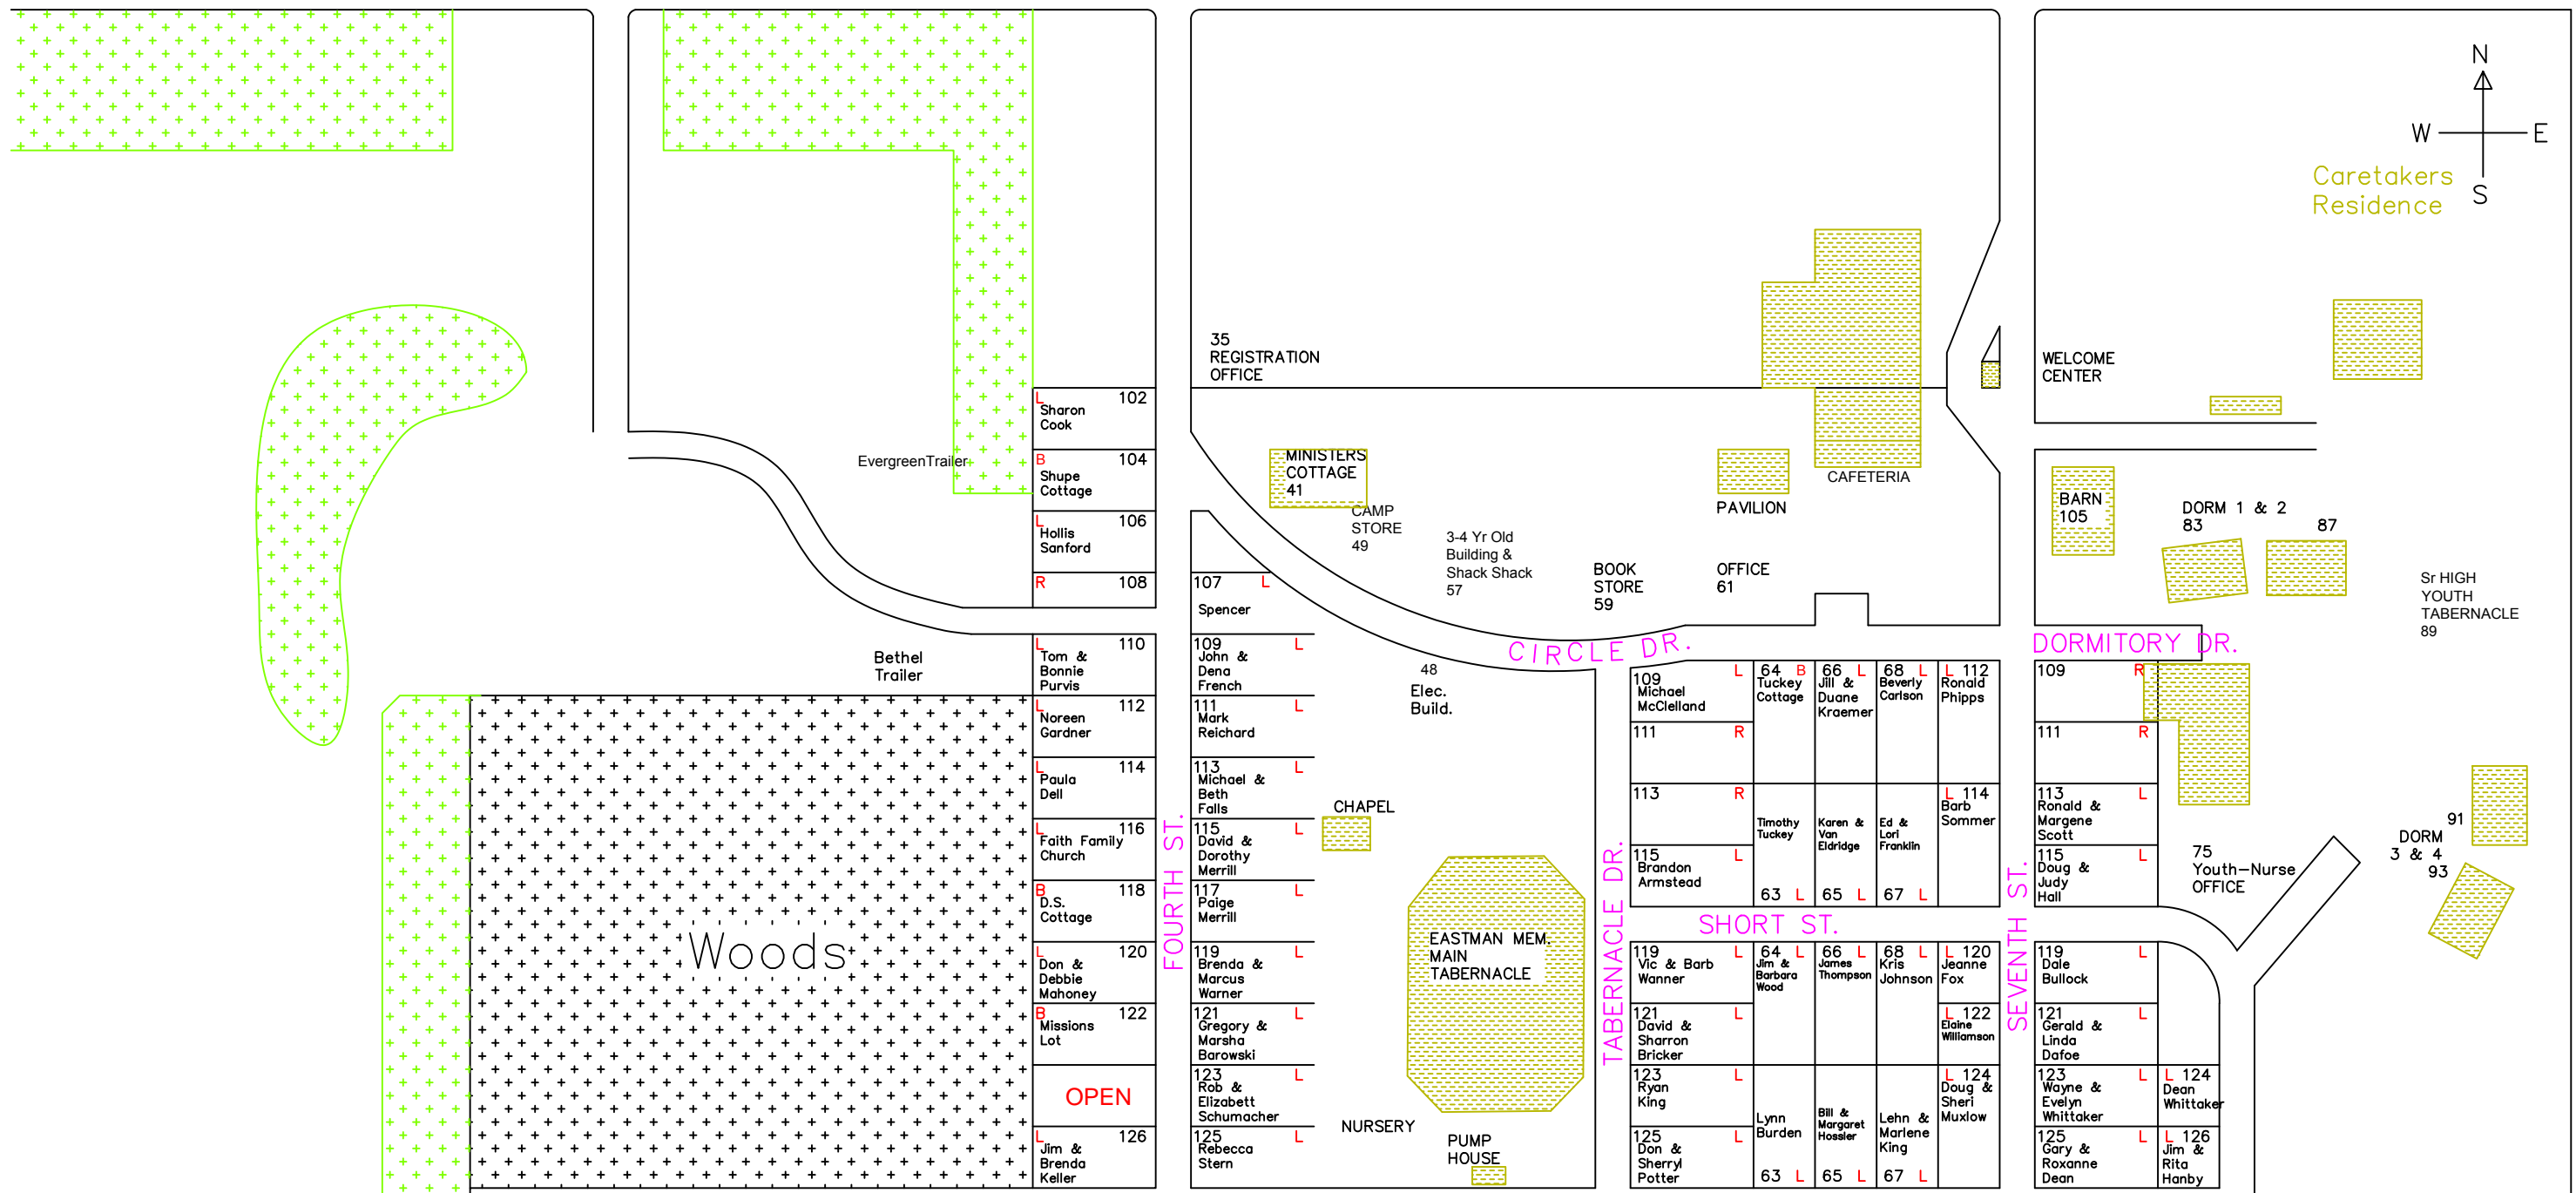 N
W E
S
Caretakers
Residence
35
REGISTRATION
OFFICE
WELCOME
CENTER
L 102
Sharon
Cook
B 104
Shupe
Cottage
L 106
Hollis
Sanford
R 108
EvergreenTrailer
MINISTERS
COTTAGE
41
CAMP
STORE
49
3-4 Yr Old
Building &
Shack Shack
57
BOOK
STORE
59
OFFICE
61
PAVILION
CAFETERIA
BARN
105
DORM 1 & 2
83 87
Sr HIGH
YOUTH
TABERNACLE
89
CIRCLE DR.
DORMITORY DR.
Bethel
Trailer
L 110
Tom &
Bonnie
Purvis
L 112
Noreen
Gardner
L 114
Paula
Dell
L 116
Faith Family
Church
B 118
D.S.
Cottage
L 120
Don &
Debbie
Mahoney
B 122
Missions
Lot
OPEN
L 126
Jim &
Brenda
Keller
Woods
FOURTH ST.
107 L
Spencer
109 L
John &
Dena
French
111 L
Mark
Reichard
113 L
Michael &
Beth
Falls
115 L
David &
Dorothy
Merrill
117 L
Paige
Merrill
119 L
Brenda &
Marcus
Warner
121 L
Gregory &
Marsha
Barowski
123 L
Rob &
Elizabett
Schumacher
125 L
Rebecca
Stern
48
Elec.
Build.
CHAPEL
EASTMAN MEM.
MAIN
TABERNACLE
NURSERY
PUMP
HOUSE
TABERNACLE DR.
109 L
Michael
McClelland
111 R
113 R
115 L
Brandon
Armstead
64 B
Tuckey
Cottage
66 L
Jill &
Duane
Kraemer
68 L
Beverly
Carlson
L 112
Ronald
Phipps
Timothy
Tuckey
63 L
Karen &
Van
Eldridge
65 L
Ed &
Lori
Franklin
67 L
L 114
Barb
Sommer
SHORT ST.
119 L
Vic & Barb
Wanner
121 L
David &
Sharron
Bricker
123 L
Ryan
King
125 L
Don &
Sherryl
Potter
64 L
Jim &
Barbara
Wood
66 L
James
Thompson
68 L
Kris
Johnson
L 120
Jeanne
Fox
L 122
Elaine
Williamson
L 124
Doug &
Sheri
Muxlow
Lynn
Burden
63 L
Bill &
Margaret
Hossler
65 L
Lehn &
Marlene
King
67 L
SEVENTH ST.
109 R
111 R
113 L
Ronald &
Margene
Scott
115 L
Doug &
Judy
Hall
75
Youth-Nurse
OFFICE
91
DORM
3 & 4
93
119 L
Dale
Bullock
121 L
Gerald &
Linda
Dafoe
123 L
Wayne &
Evelyn
Whittaker
L 124
Dean
Whittaker
125 L
Gary &
Roxanne
Dean
L 126
Jim &
Rita
Hanby